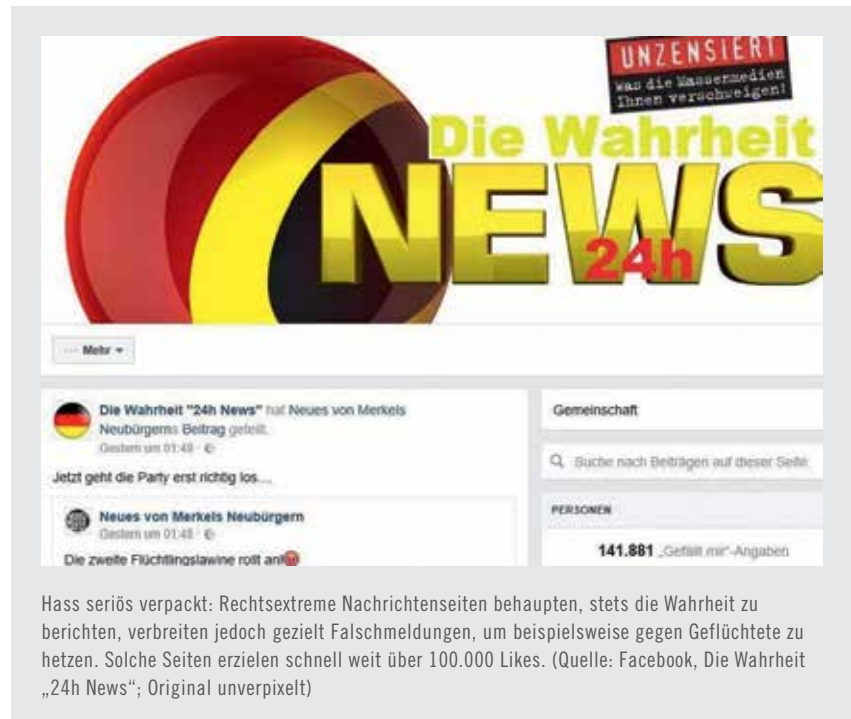 UNZENSIERT
Was die Massenmedien
Ihnen verschweigen!
Die Wahrheit
NEWS
24h
Mehr
Die Wahrheit "24h News" hat Neues von Merkels
Neubürgerns Beitrag geteilt.
Gestern um 01:49
Jetzt geht die Party erst richtig los....
Neues von Merkels Neubürgern
Gestern um 01:48
Die zweite Flüchtlingslawine rollt an!
Gemeinschaft
Suche nach Beiträgen auf dieser Seite
PERSONEN
141.881 „Gefällt mir“-Angaben
Hass seriös verpackt: Rechtsextreme Nachrichtenseiten behaupten, stets die Wahrheit zu
berichten, verbreiten jedoch gezielt Falschmeldungen, um beispielsweise gegen Geflüchtete zu
hetzen. Solche Seiten erzielen schnell weit über 100.000 Likes. (Quelle: Facebook, Die Wahrheit
„24h News“; Original unverpixelt)